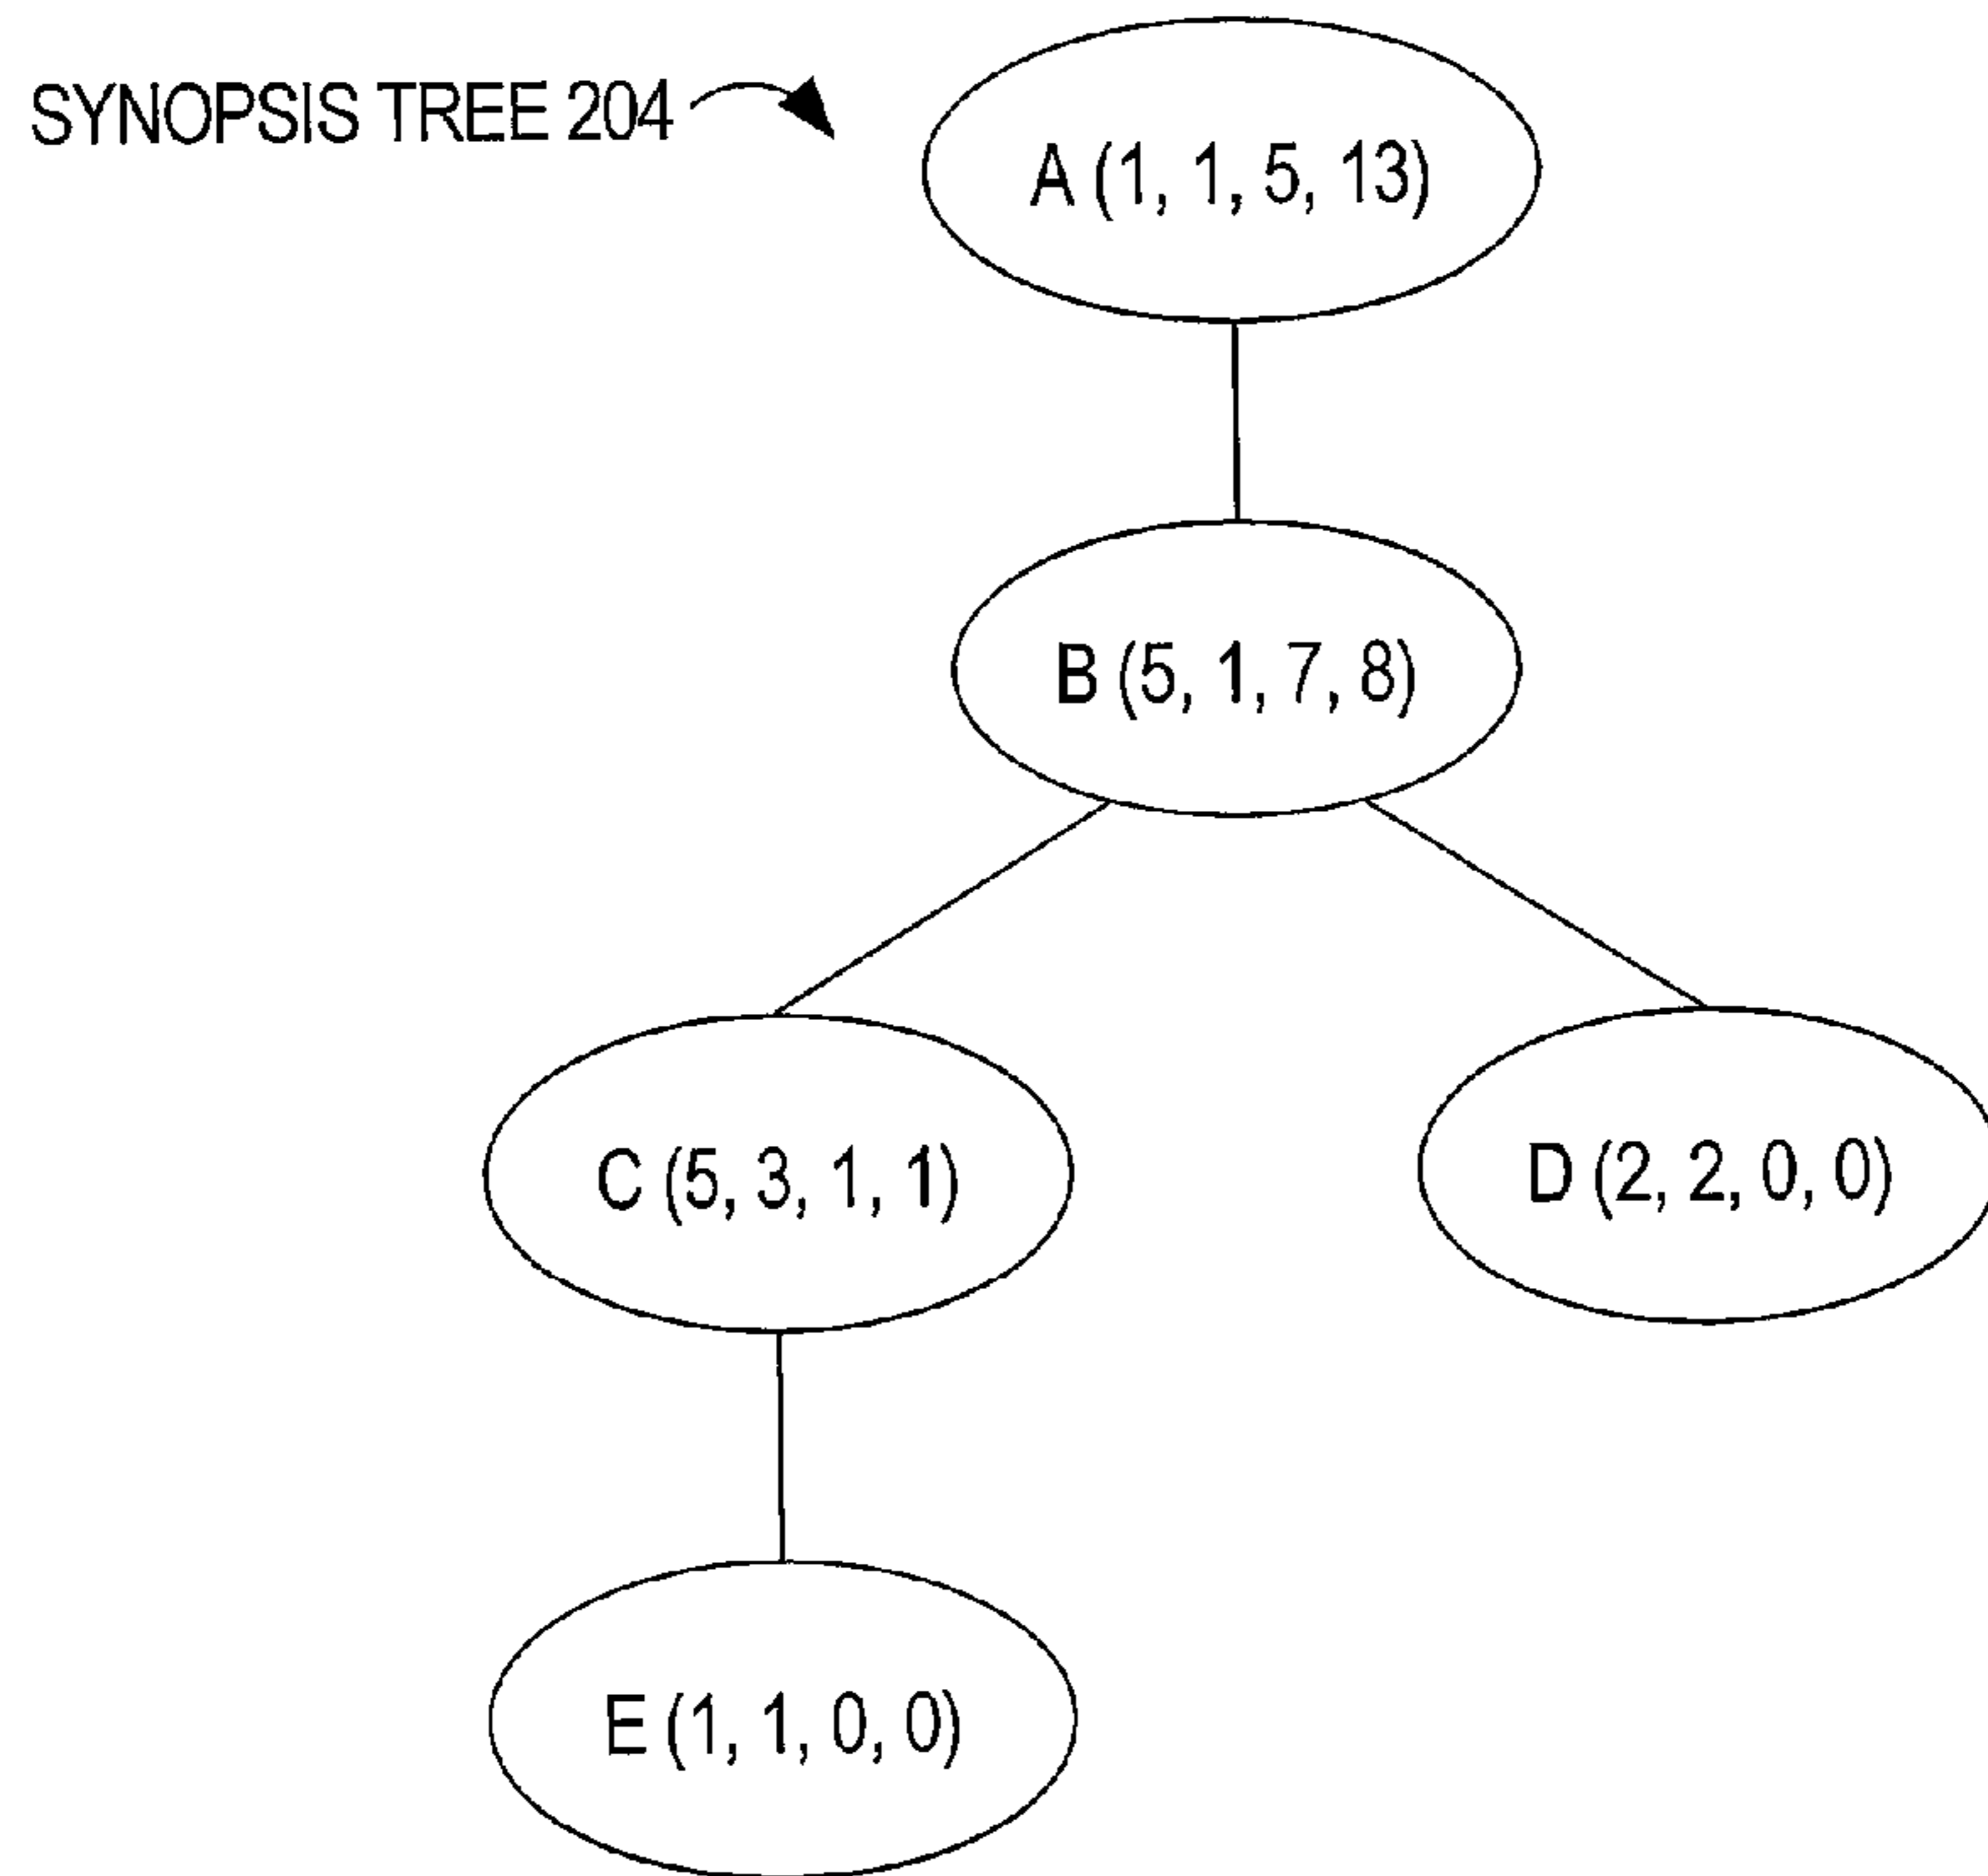 SYNOPSIS TREE 204
A (1, 1, 5, 13)
B (5, 1, 7, 8)
C (5, 3, 1, 1)
D (2, 2, 0, 0)
E (1, 1, 0, 0)